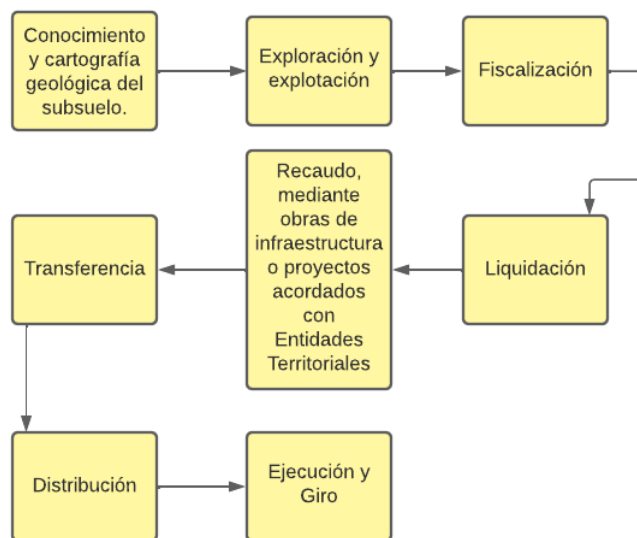 Conocimiento
y cartografía
geológica del
subsuelo.
Exploración y
explotación
Fiscalización
Liquidación
Recaudo,
mediante
obras de
infraestructura
o proyectos
acordados
con
Entidades
Territoriales
Transferencia
Distribución
Ejecución y
Giro